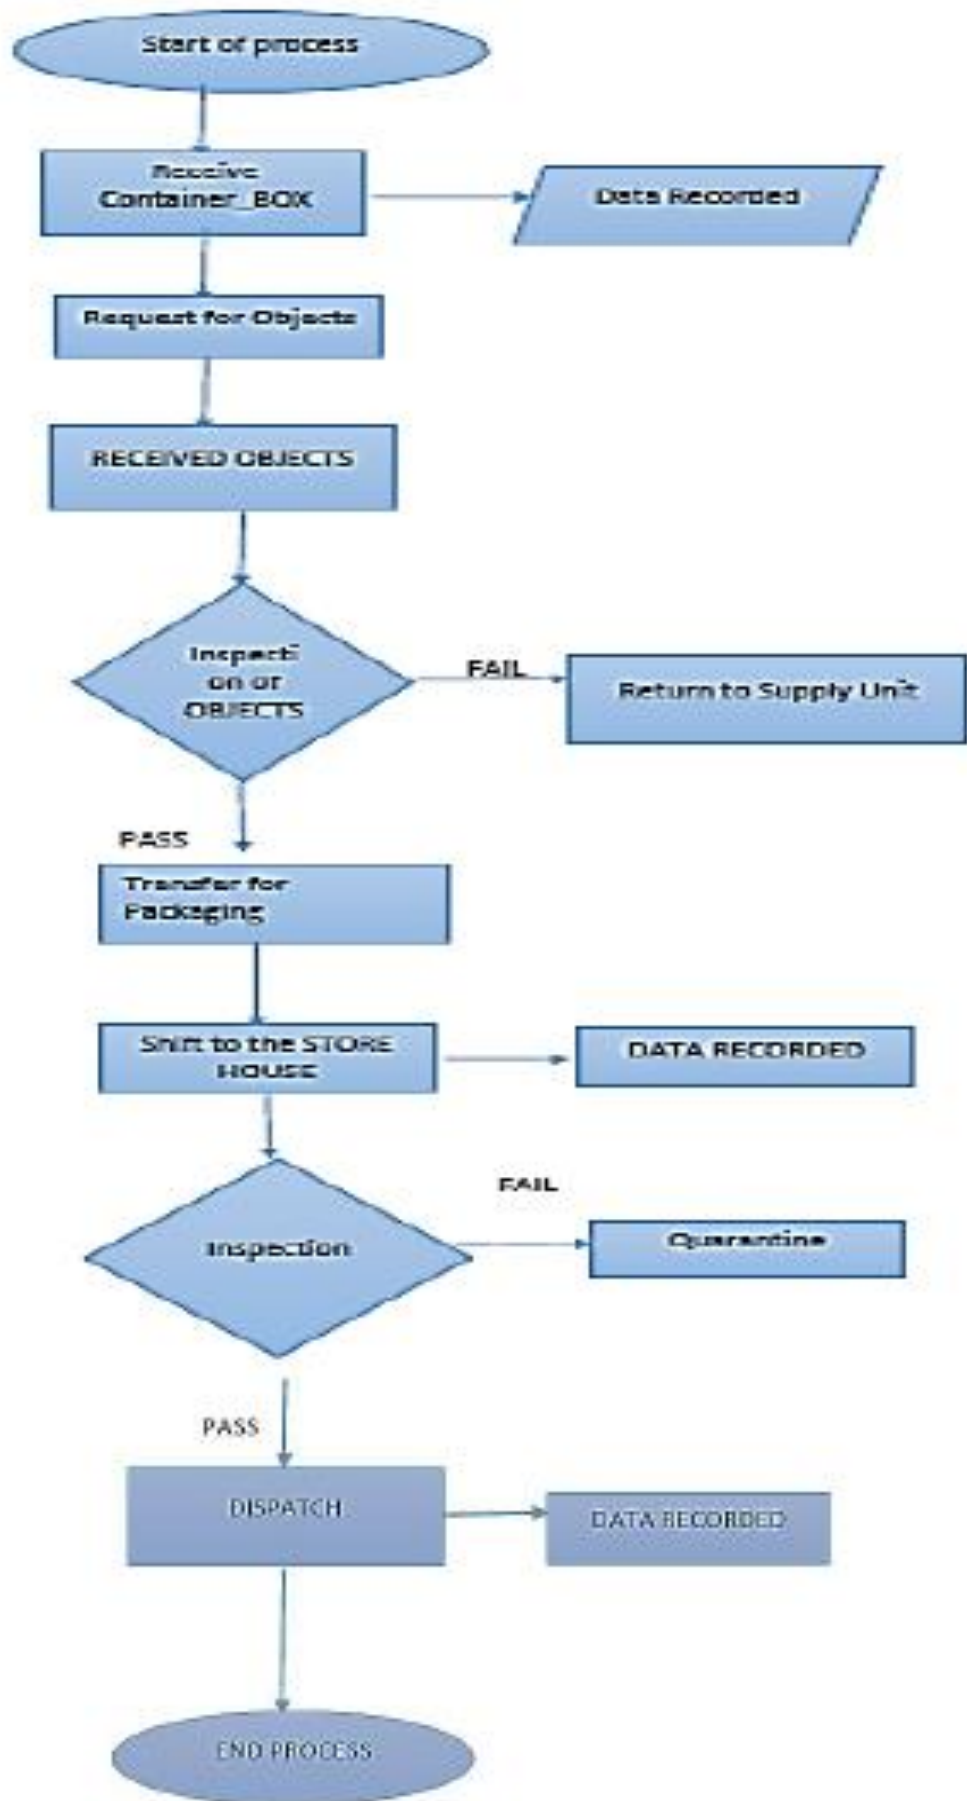 Start of process
Receive
Container_BOX
Data Recorded
Request for Objects
RECEIVED OBJECTS
Inspecti
on of
OBJECTS
FAIL
Return to Supply Unit
PASS
Transfer for
Packaging
Shift to the STORE
HOUSE
DATA RECORDED
FAIL
Inspection
Quarantine
PASS
DISPATCH
DATA RECORDED
END PROCESS